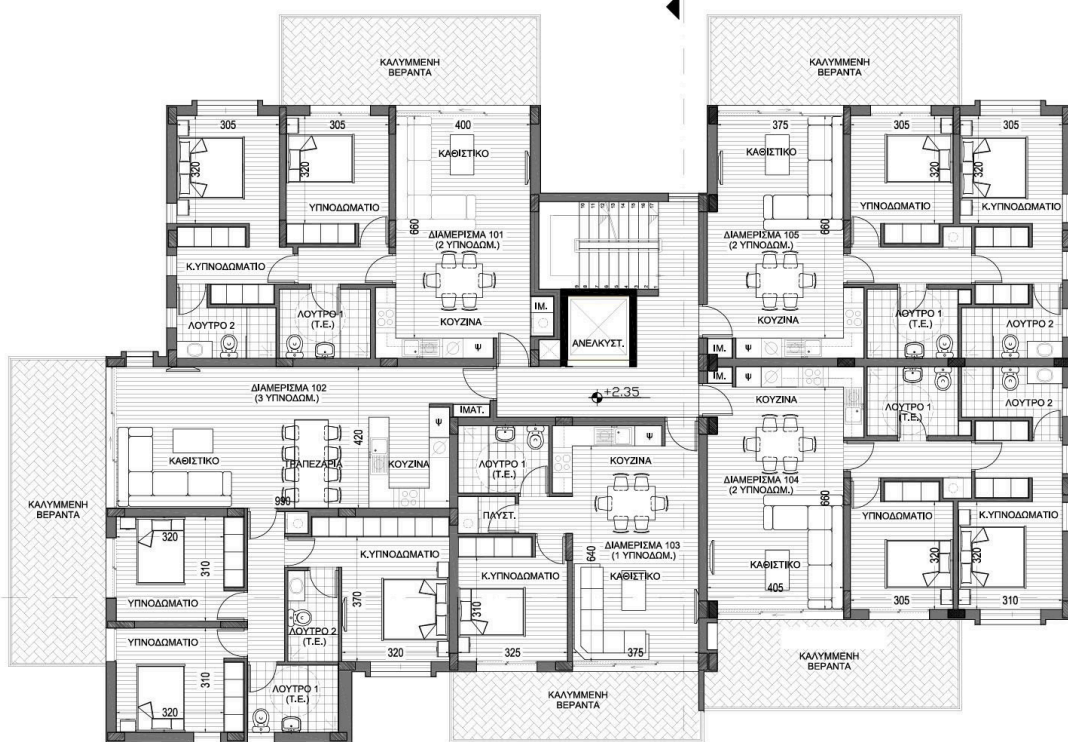 ΚΑΛΥΜΜΕΝΗ
ΒΕΡΑΝΤΑ
ΚΑΛΥΜΜΕΝΗ
ΒΕΡΑΝΤΑ
305
305
400
375
305
305
320
320
ΚΑΘΙΣΤΙΚΟ
ΚΑΘΙΣΤΙΚΟ
320
320
ΥΠΝΟΔΩΜΑΤΙΟ
660
660
ΥΠΝΟΔΩΜΑΤΙΟ
Κ.ΥΠΝΟΔΩΜΑΤΙΟ
ΔΙΑΜΕΡΙΣΜΑ 101
(2 ΥΠΝΟΔΩΜ.)
ΔΙΑΜΕΡΙΣΜΑ 105
(2 ΥΠΝΟΔΩΜ.)
Κ.ΥΠΝΟΔΩΜΑΤΙΟ
ΛΟΥΤΡΟ 2
ΛΟΥΤΡΟ 1
(Τ.Ε.)
ΚΟΥΖΙΝΑ
ΙΜ.
ΑΝΕΛΚΥΣΤ.
ΚΟΥΖΙΝΑ
ΛΟΥΤΡΟ 1
(Τ.Ε.)
ΛΟΥΤΡΟ 2
Ψ
ΙΜ.
Ψ
ΔΙΑΜΕΡΙΣΜΑ 102
(3 ΥΠΝΟΔΩΜ.)
+2.35
ΙΜ.
Ψ
ΙΜΑΤ.
ΚΟΥΖΙΝΑ
ΛΟΥΤΡΟ 1
(Τ.Ε.)
ΛΟΥΤΡΟ 2
Ψ
420
Ψ
ΚΑΘΙΣΤΙΚΟ
ΤΡΑΠΕΖΑΡΙΑ
ΚΟΥΖΙΝΑ
ΛΟΥΤΡΟ 1
(Τ.Ε.)
ΚΟΥΖΙΝΑ
ΔΙΑΜΕΡΙΣΜΑ 104
(2 ΥΠΝΟΔΩΜ.)
660
990
ΚΑΛΥΜΜΕΝΗ
ΒΕΡΑΝΤΑ
ΠΛΥΣΤ.
ΥΠΝΟΔΩΜΑΤΙΟ
Κ.ΥΠΝΟΔΩΜΑΤΙΟ
320
310
Κ.ΥΠΝΟΔΩΜΑΤΙΟ
ΔΙΑΜΕΡΙΣΜΑ 103
(1 ΥΠΝΟΔΩΜ.)
640
ΚΑΘΙΣΤΙΚΟ
Κ.ΥΠΝΟΔΩΜΑΤΙΟ
ΚΑΘΙΣΤΙΚΟ
405
320
320
305
310
ΥΠΝΟΔΩΜΑΤΙΟ
370
310
ΥΠΝΟΔΩΜΑΤΙΟ
ΛΟΥΤΡΟ 2
(Τ.Ε.)
320
325
375
310
320
ΛΟΥΤΡΟ 1
(Τ.Ε.)
ΚΑΛΥΜΜΕΝΗ
ΒΕΡΑΝΤΑ
ΚΑΛΥΜΜΕΝΗ
ΒΕΡΑΝΤΑ